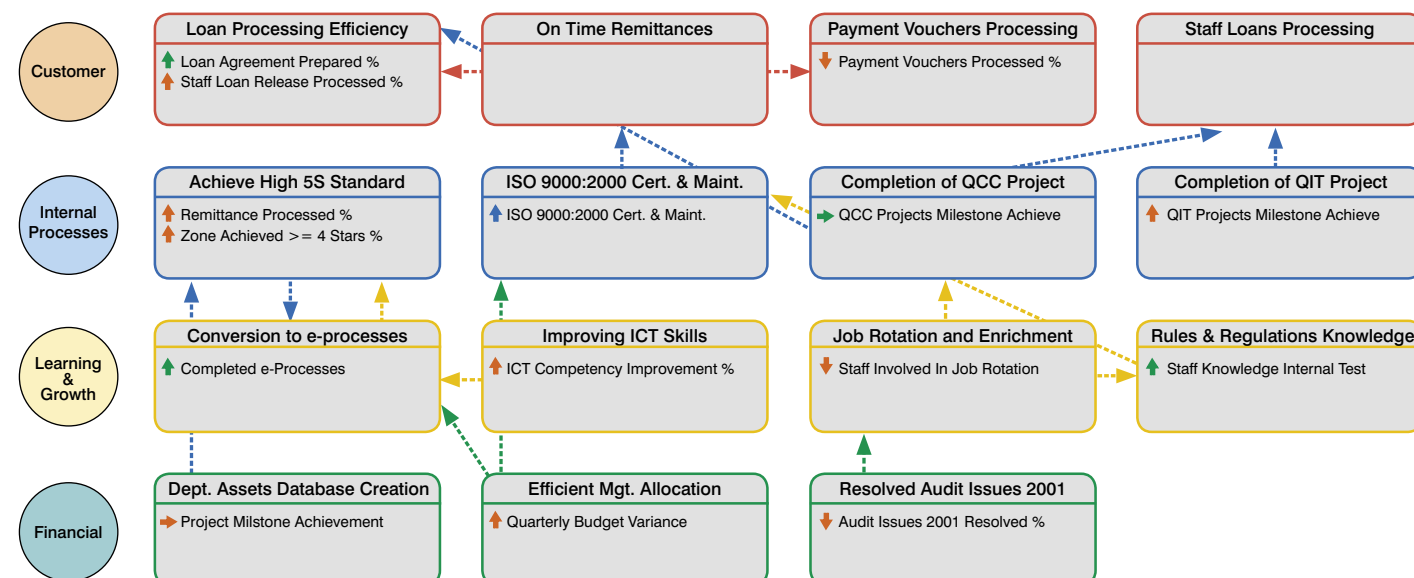 Customer
Loan Processing Efficiency
Loan Agreement Prepared %
Staff Loan Release Processed %
On Time Remittances
Payment Vouchers Processing
Payment Vouchers Processed %
Staff Loans Processing
Internal
Processes
Achieve High 5S Standard
Remittance Processed %
Zone Achieved >= 4 Stars %
ISO 9000:2000 Cert. & Maint.
ISO 9000:2000 Cert. & Maint.
Completion of QCC Project
QCC Projects Milestone Achieve
Completion of QIT Project
QIT Projects Milestone Achieve
Learning
&
Growth
Conversion to e-processes
Completed e-Processes
Improving ICT Skills
ICT Competency Improvement %
Job Rotation and Enrichment
Staff Involved In Job Rotation
Rules & Regulations Knowledge
Staff Knowledge Internal Test
Financial
Dept. Assets Database Creation
Project Milstone Achievement
Efficient Mgt. Allocation
Quarterly Budget Variance
Resolved Audit Issues 2001
Audit Issues 2001 Resolved %